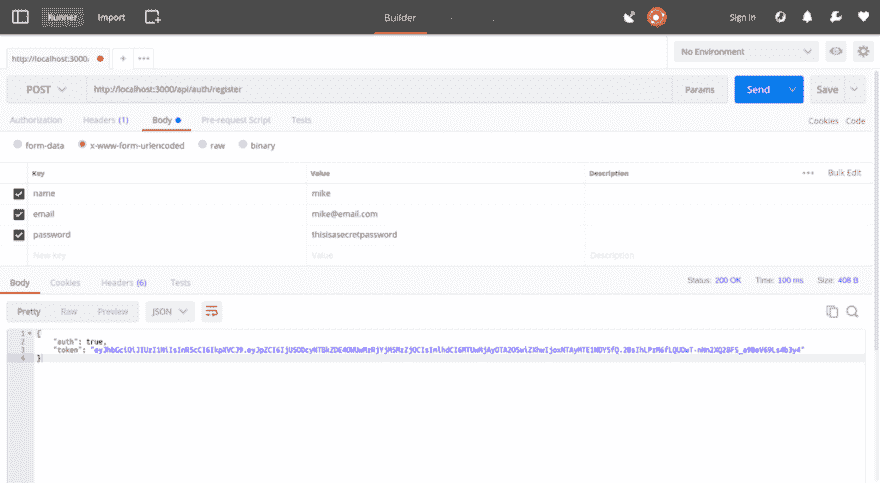 Runner Import Builder Sign In
http://localhost:3000/ No Environment
POST http://localhost:3000/api/auth/register Params Send Save
Authorization Headers (1) Body Pre-request Script Tests Cookies Code
form-data x-www-form-urlencoded raw binary
Key Value Description Bulk Edit
name mike
email mike@email.com
password thisisasecretpassword
New key Value Description
Body Cookies Headers (6) Tests Status: 200 OK Time: 100 ms Size: 408 B
Pretty Raw Preview JSON
1 {
2 "auth": true,
3 "token":
4 }